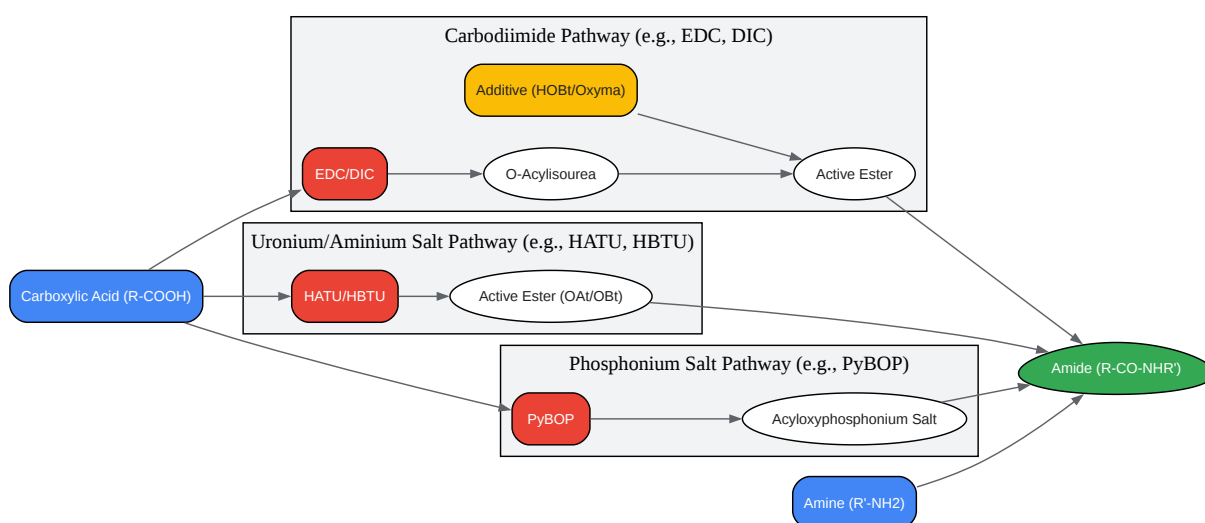 Carbodiimide Pathway (e.g., EDC, DIC)
Additive (HOBt/Oxyma)
EDC/DIC
O-Acylisourea
Active Ester
Uronium/Aminium Salt Pathway (e.g., HATU, HBTU)
Carboxylic Acid (R-COOH)
HATU/HBTU
Active Ester (OAt/OBt)
Phosphonium Salt Pathway (e.g., PyBOP)
Amide (R-CO-NHR')
PyBOP
Acyloxyphosphonium Salt
Amine (R'-NH2)